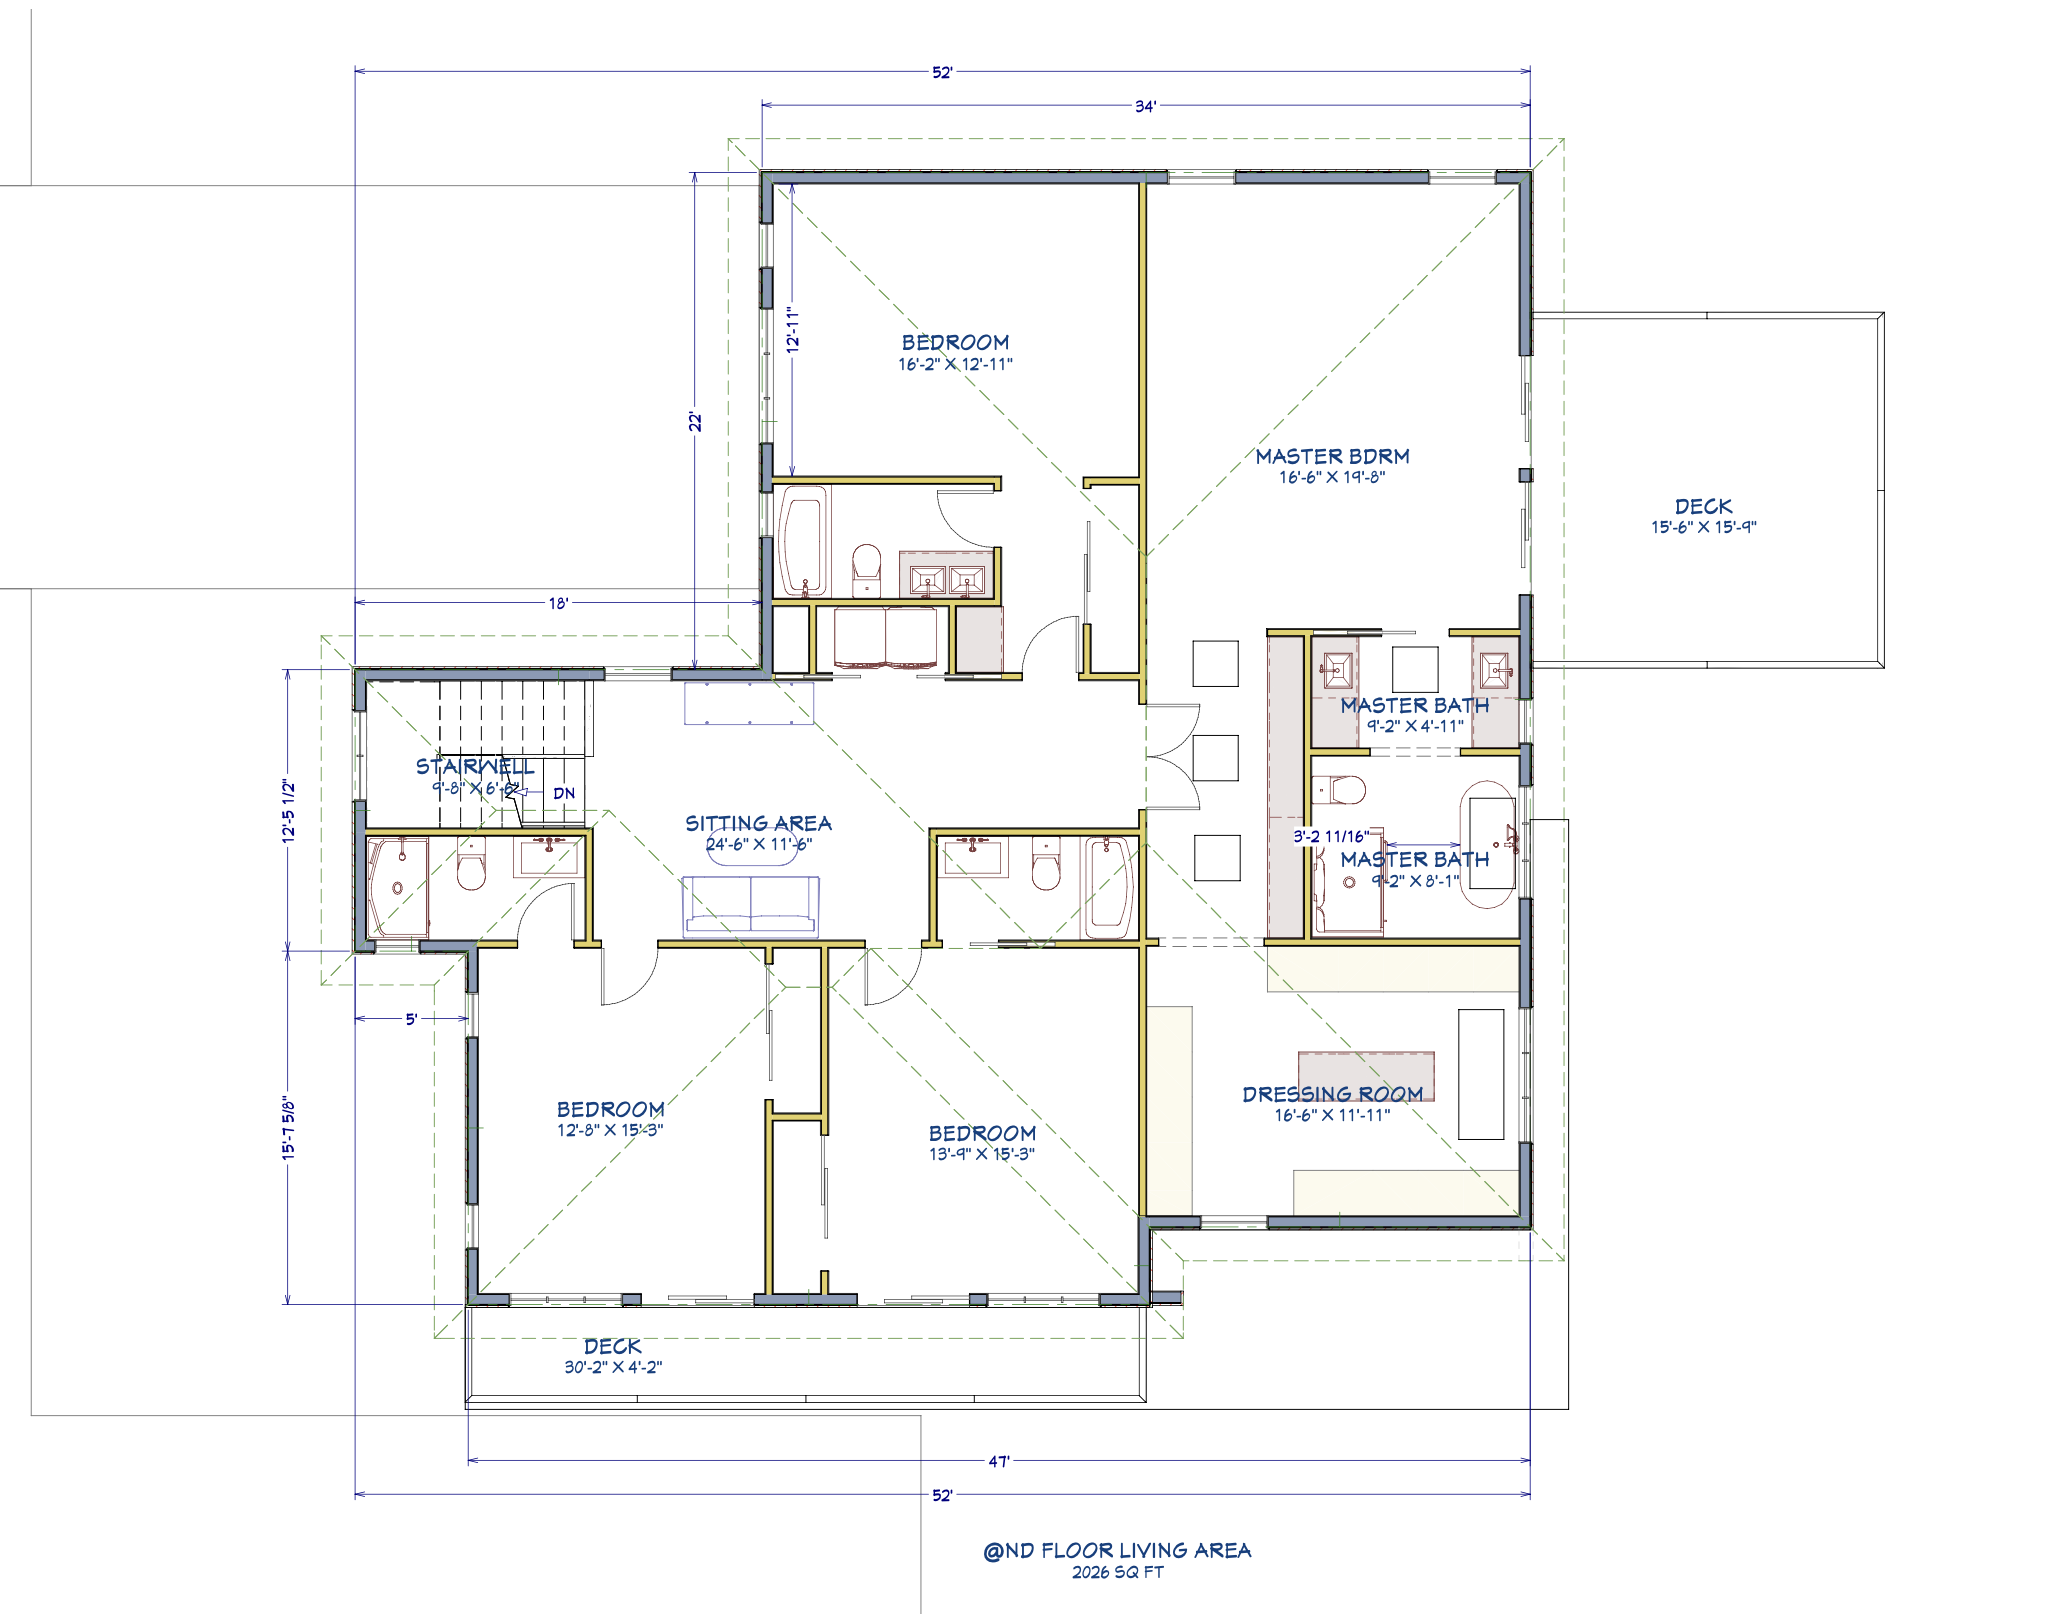 52'
34'
22'
12'-11"
BEDROOM
16'-2" X 12'-11"
MASTER BDRM
16'-6" X 19'-8"
DECK
15'-6" X 15'-9"
18'
MASTER BATH
9'-2" X 4'-11"
STAIRWELL
9'-8" X 6'-6"
DN
12'-5 1/2"
SITTING AREA
24'-6" X 11'-6"
3'-2 11/16"
MASTER BATH
9'-2" X 8'-1"
5'
15'-7 5/8"
BEDROOM
12'-8" X 15'-3"
BEDROOM
13'-9" X 15'-3"
DRESSING ROOM
16'-6" X 11'-11"
DECK
30'-2" X 4'-2"
47'
52'
@ND FLOOR LIVING AREA
2026 SQ FT